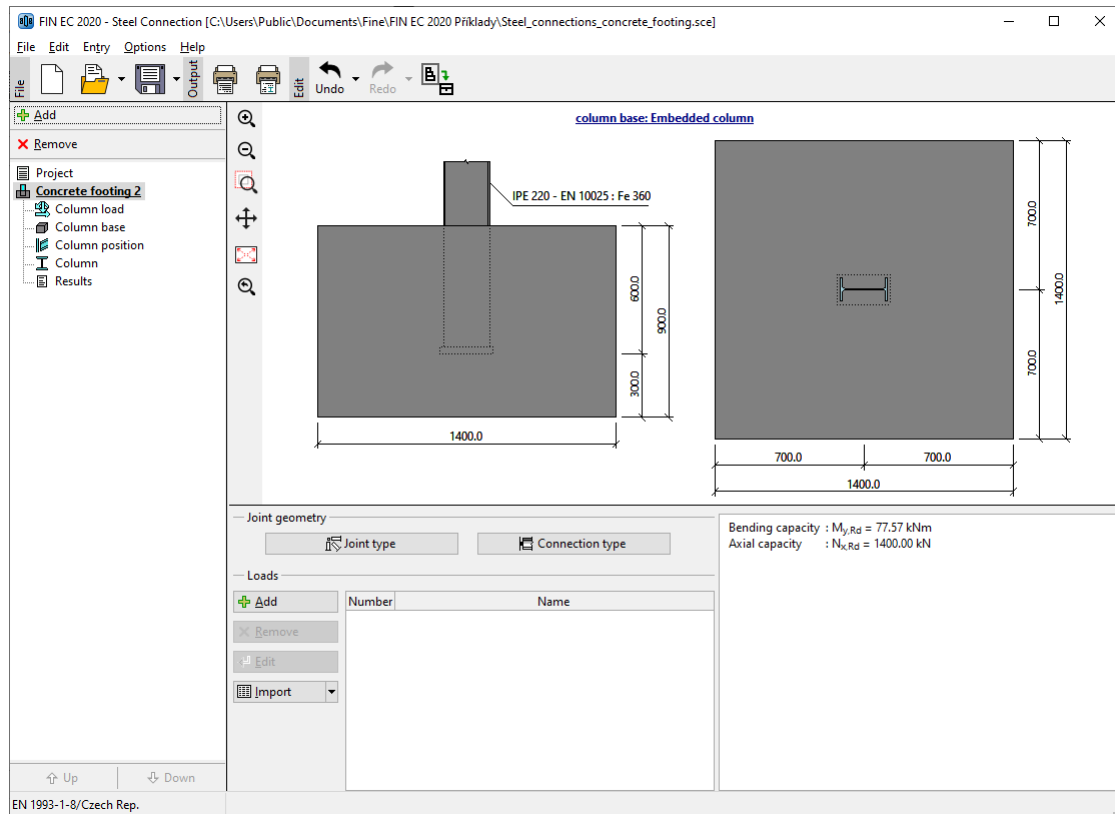 FIN EC 2020 - Steel Connection [C:\Users\Public\Documents\Fine\FIN EC 2020 Příklady\Steel_connections_concrete_footing.sce]
File Edit Entry Options Help
File
Output
Edit
Undo
Redo
Add
Remove
Project
Concrete footing 2
Column load
Column base
Column position
Column
Results
Up
Down
column base: Embedded column
IPE 220 - EN 10025 : Fe 360
600.0
900.0
300.0
1400.0
700.0
1400.0
700.0
700.0
700.0
1400.0
Joint geometry
Joint type
Connection type
Loads
Add
Remove
Edit
Import
Number
Name
Bending capacity : My,Rd = 77.57 kNm
Axial capacity : Nx,Rd = 1400.00 kN
EN 1993-1-8/Czech Rep.